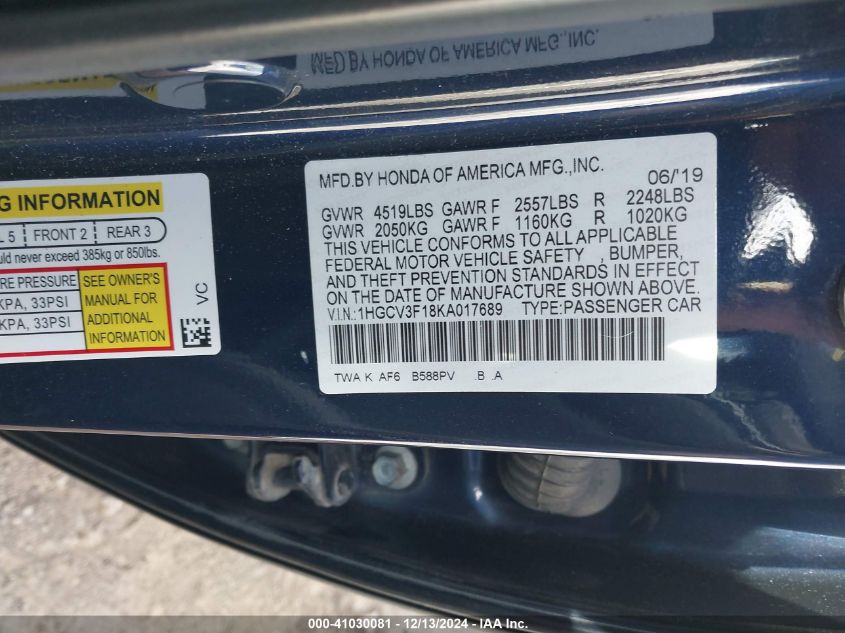 MFD.BY HONDA OF AMERICA MFG.,INC.
G INFORMATION
L 5 FRONT 2 REAR 3
ould never exceed 385kg or 850lbs.
RE PRESSURE
KPA, 33PSI
KPA, 33PSI
SEE OWNER'S
MANUAL FOR
ADDITIONAL
INFORMATION
VC
MFD.BY HONDA OF AMERICA MFG.,INC. 06/'19
GVWR 4519LBS GAWR F 2557LBS R 2248LBS
GVWR 2050KG GAWR F 1160KG R 1020KG
THIS VEHICLE CONFORMS TO ALL APPLICABLE
FEDERAL MOTOR VEHICLE SAFETY , BUMPER,
AND THEFT PREVENTION STANDARDS IN EFFECT
ON THE DATE OF MANUFACTURE SHOWN ABOVE.
V.I.N.:1HGCV3F18KA017689 TYPE:PASSENGER CAR
TWA K AF6 B588PV .B .A
000-41030081 - 12/13/2024 - IAA Inc.